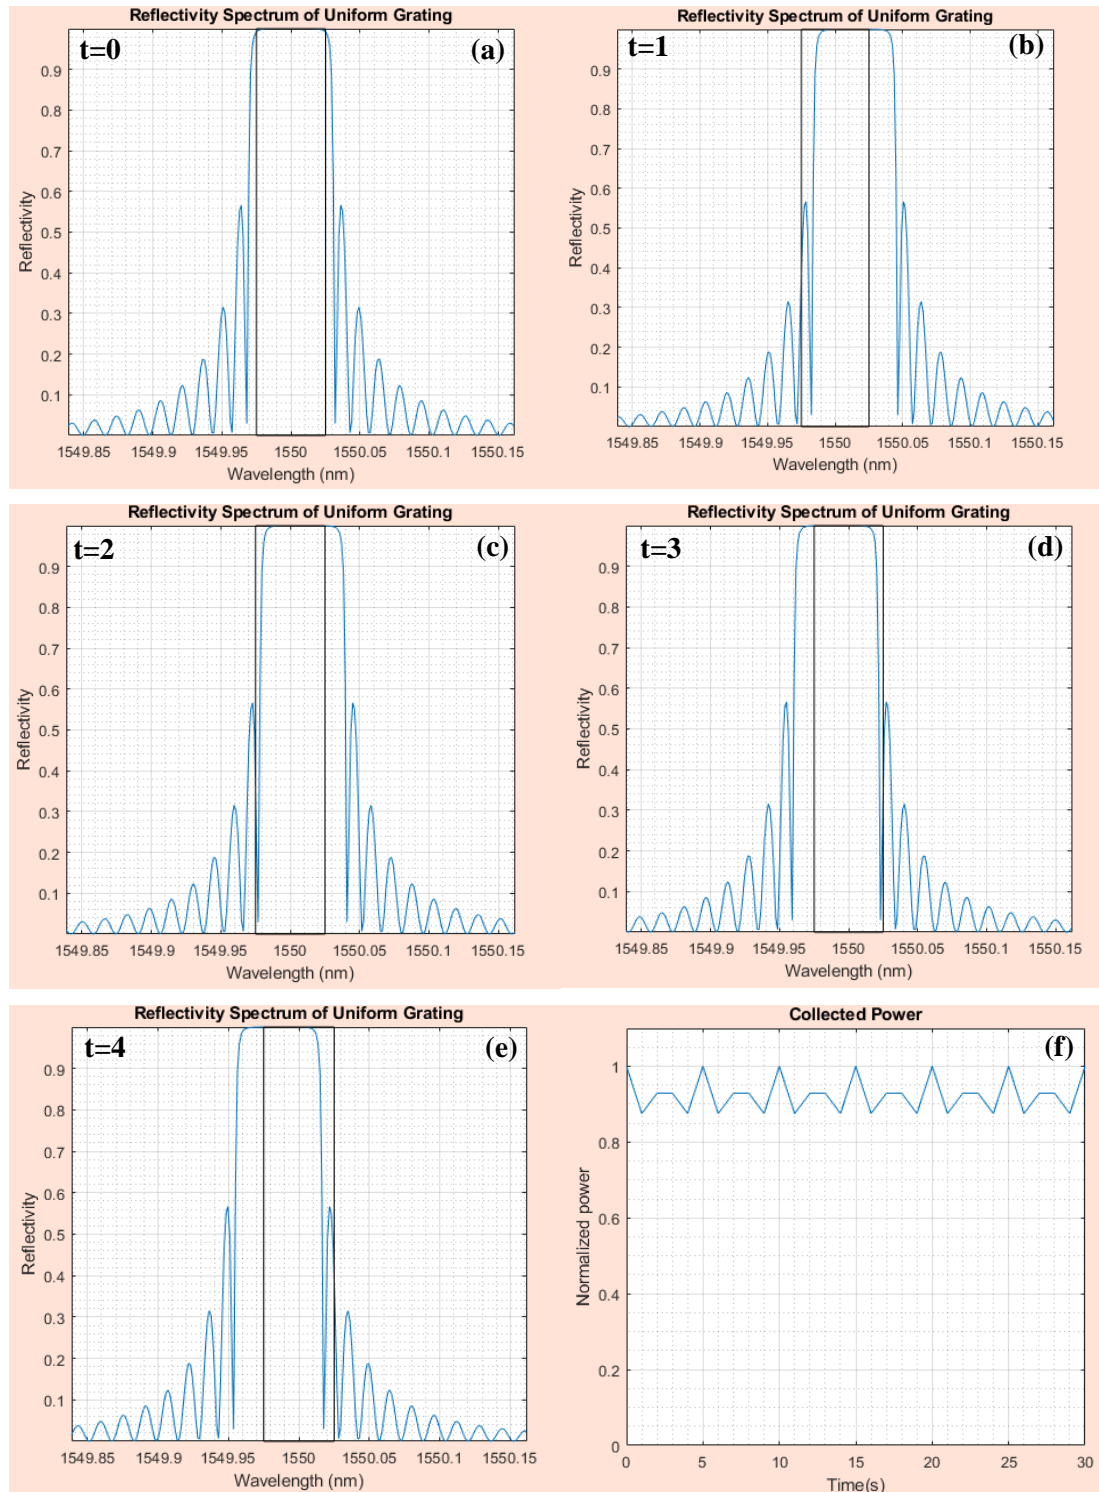 Reflectivity Spectrum of Uniform Grating
t=0
(a)
0.9
0.8
0.7
0.6
0.5
0.4
0.3
0.2
0.1
Reflectivity
1549.85 1549.9 1549.95 1550 1550.05 1550.1 1550.15
Wavelength (nm)
Reflectivity Spectrum of Uniform Grating
t=1
(b)
0.9
0.8
0.7
0.6
0.5
0.4
0.3
0.2
0.1
Reflectivity
1549.85 1549.9 1549.95 1550 1550.05 1550.1 1550.15
Wavelength (nm)
Reflectivity Spectrum of Uniform Grating
t=2
(c)
0.9
0.8
0.7
0.6
0.5
0.4
0.3
0.2
0.1
Reflectivity
1549.85 1549.9 1549.95 1550 1550.05 1550.1 1550.15
Wavelength (nm)
Reflectivity Spectrum of Uniform Grating
t=3
(d)
0.9
0.8
0.7
0.6
0.5
0.4
0.3
0.2
0.1
Reflectivity
1549.85 1549.9 1549.95 1550 1550.05 1550.1 1550.15
Wavelength (nm)
Reflectivity Spectrum of Uniform Grating
t=4
(e)
0.9
0.8
0.7
0.6
0.5
0.4
0.3
0.2
0.1
Reflectivity
1549.85 1549.9 1549.95 1550 1550.05 1550.1 1550.15
Wavelength (nm)
Collected Power
(f)
1
0.8
0.6
0.4
0.2
0
Normalized power
0 5 10 15 20 25 30
Time(s)